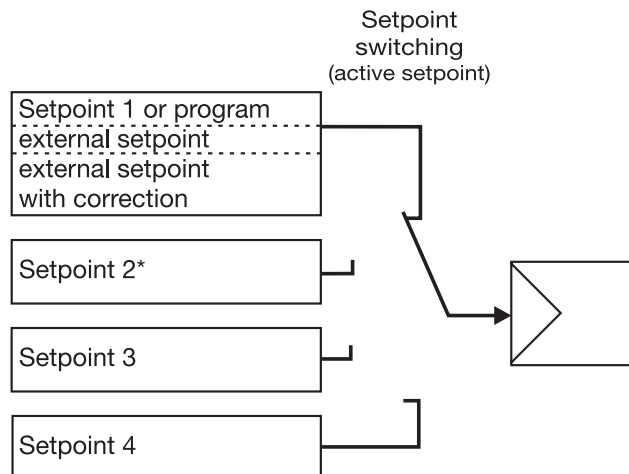 Setpoint
switching
(active setpoint)
Setpoint 1 or program
external setpoint
external setpoint
with correction
Setpoint 2*
Setpoint 3
Setpoint 4